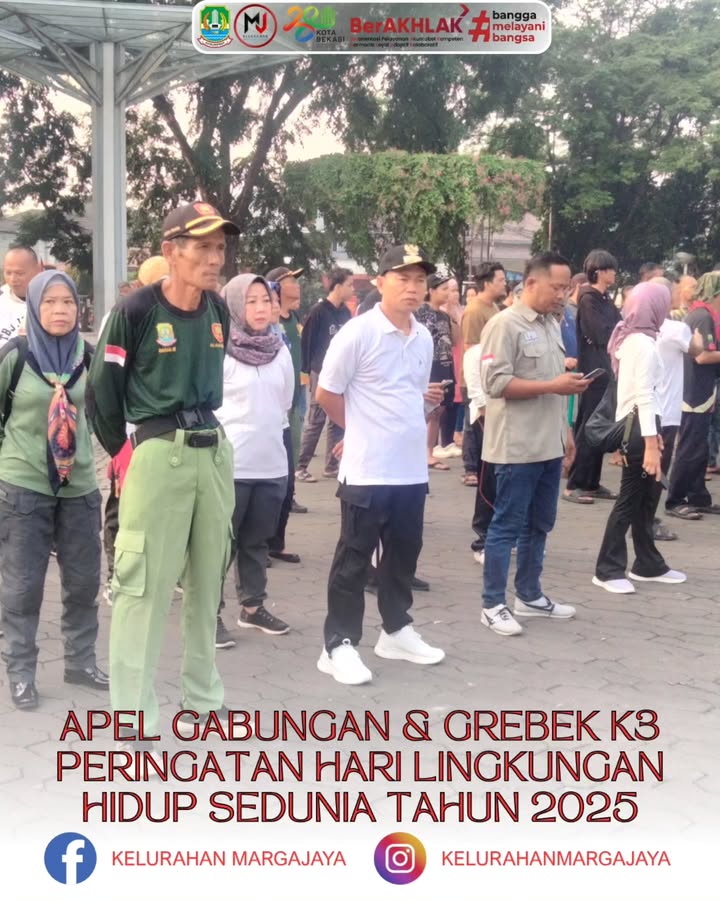 MJ
KOTA
BEKASI
BerAKHLAK
#bangga
melayani
bangsa
APEL GABUNGAN & GREBEK K3
PERINGATAN HARI LINGKUNGAN
HIDUP SEDUNIA TAHUN 2025
KELURAHAN MARGAJAYA
KELURAHANMARGAJAYA